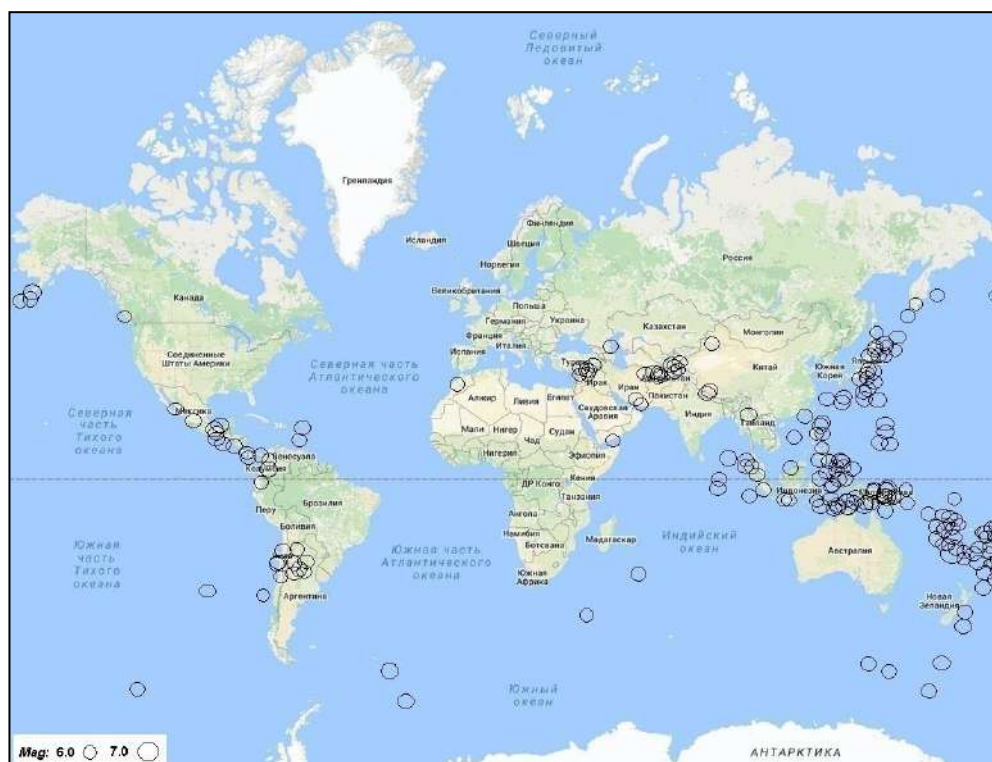 Северный
Ледовитый
океан
Гренландия
Исландия
Финляндия
Швеция
Норвегия
Россия
Великобритания
Канада
Польша
Германия
Украина
Казахстан
Монголия
Франция
Италия
Соединенные
Штаты Америки
Испания
Северная часть
Атлантического
океана
Китай
Южная
Корея
Ирак
Иран
Пакистан
Алжир
Ливия
Египет
Саудовская
Аравия
Индия
Северная
часть
Тихого
океана
Мексика
Мали
Нигер
Судан
Чад
Таиланд
Венесуэла
Нигерия
Эфиопия
Колумбия
ДР Конго
Кения
Индонезия
Танзания
Перу
Бразилия
Ангола
Боливия
Намибия
Ботсвана
Мадагаскар
Индийский
океан
Австралия
Южная
часть
Тихого
океана
Южная часть
Атлантического
океана
Южная
Африка
Аргентина
Новая
Зеландия
Южный
океан
Mag: 6.0 7.0
АНТАРКТИКА